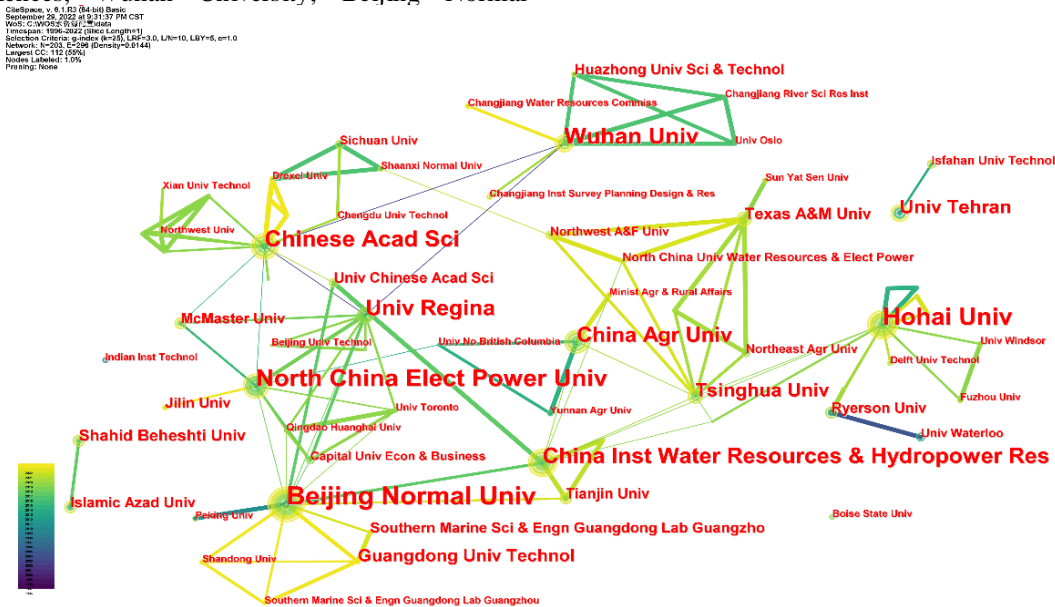 ences, Wuhan University, Beijing Normal
CiteSpace, v. 6.1.R3 (64-bit) Basic
September 29, 2022 at 9:31:37 PM CST
Timespan: 1996-2022 (Slice Length=1)
Selection Criteria: g-index (k=25), LRF=3.0, L/N=10, LBY=5, e=1.0
Network: N=203, E=296 (Density=0.0144)
Largest CC: 112 (55%)
Nodes Labeled: 1.0%
Pruning: None
Huazhong Univ Sci & Technol
Changjiang River Sci Res Inst
Changjiang Water Resources Commiss
Wuhan Univ
Univ Oslo
Sichuan Univ
Shaanxi Normal Univ
Drexel Univ
Isfahan Univ Technol
Sun Yat Sen Univ
Xian Univ Technol
Changjiang Inst Survey Planning Design & Res
Univ Tehran
Texas A&M Univ
Chengdu Univ Technol
Northwest Univ
Chinese Acad Sci
Northwest A&F Univ
North China Univ Water Resources & Elect Power
Univ Chinese Acad Sci
Minist Agr & Rural Affairs
Univ Regina
McMaster Univ
Hohai Univ
China Agr Univ
Beijing Univ Technol
Univ No British Columbia
Northeast Agr Univ
Univ Windsor
Indian Inst Technol
Delft Univ Technol
North China Elect Power Univ
Tsinghua Univ
Jilin Univ
Univ Toronto
Yunnan Agr Univ
Ryerson Univ
Fuzhou Univ
Qingdao Huanghai Univ
Shahid Beheshti Univ
Univ Waterloo
Capital Univ Econ & Business
China Inst Water Resources & Hydropower Res
Islamic Azad Univ
Beijing Normal Univ
Tianjin Univ
Peking Univ
Boise State Univ
Southern Marine Sci & Engn Guangdong Lab Guangzho
Shandong Univ
Guangdong Univ Technol
Southern Marine Sci & Engn Guangdong Lab Guangzhou